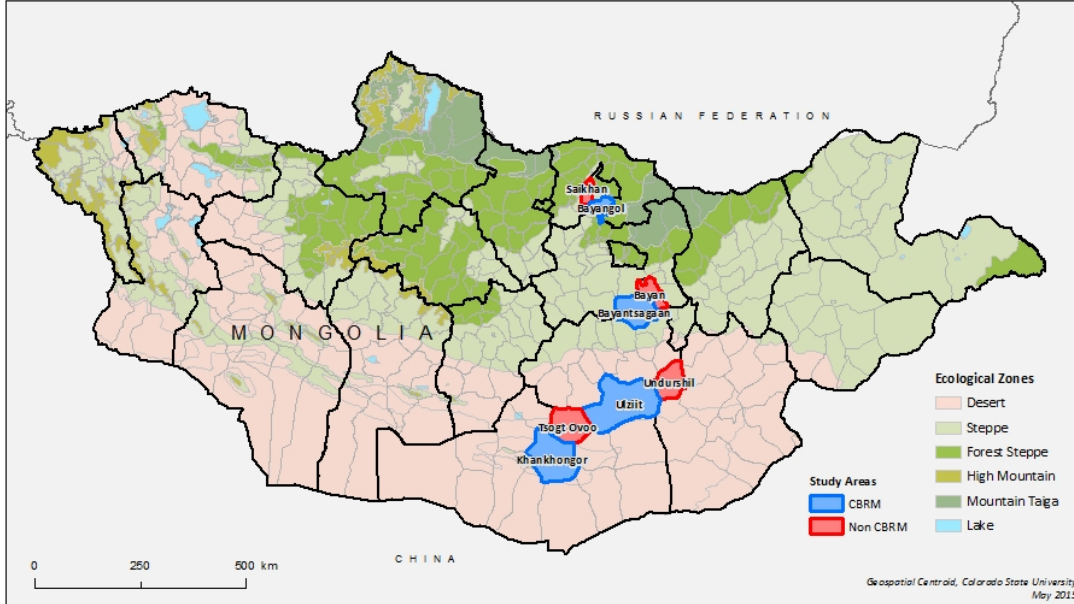 RUSSIAN FEDERATION
Saikhan
Bayangol
Bayan
Bayantsagaan
MONGOLIA
Undurshil
Ulziit
Tsogt Ovoo
Khankhongor
CHINA
Ecological Zones
Desert
Steppe
Forest Steppe
High Mountain
Mountain Taiga
Lake
Study Areas
CBRM
Non CBRM
0 250 500 km
Geospatial Centroid, Colorado State University
May 2015